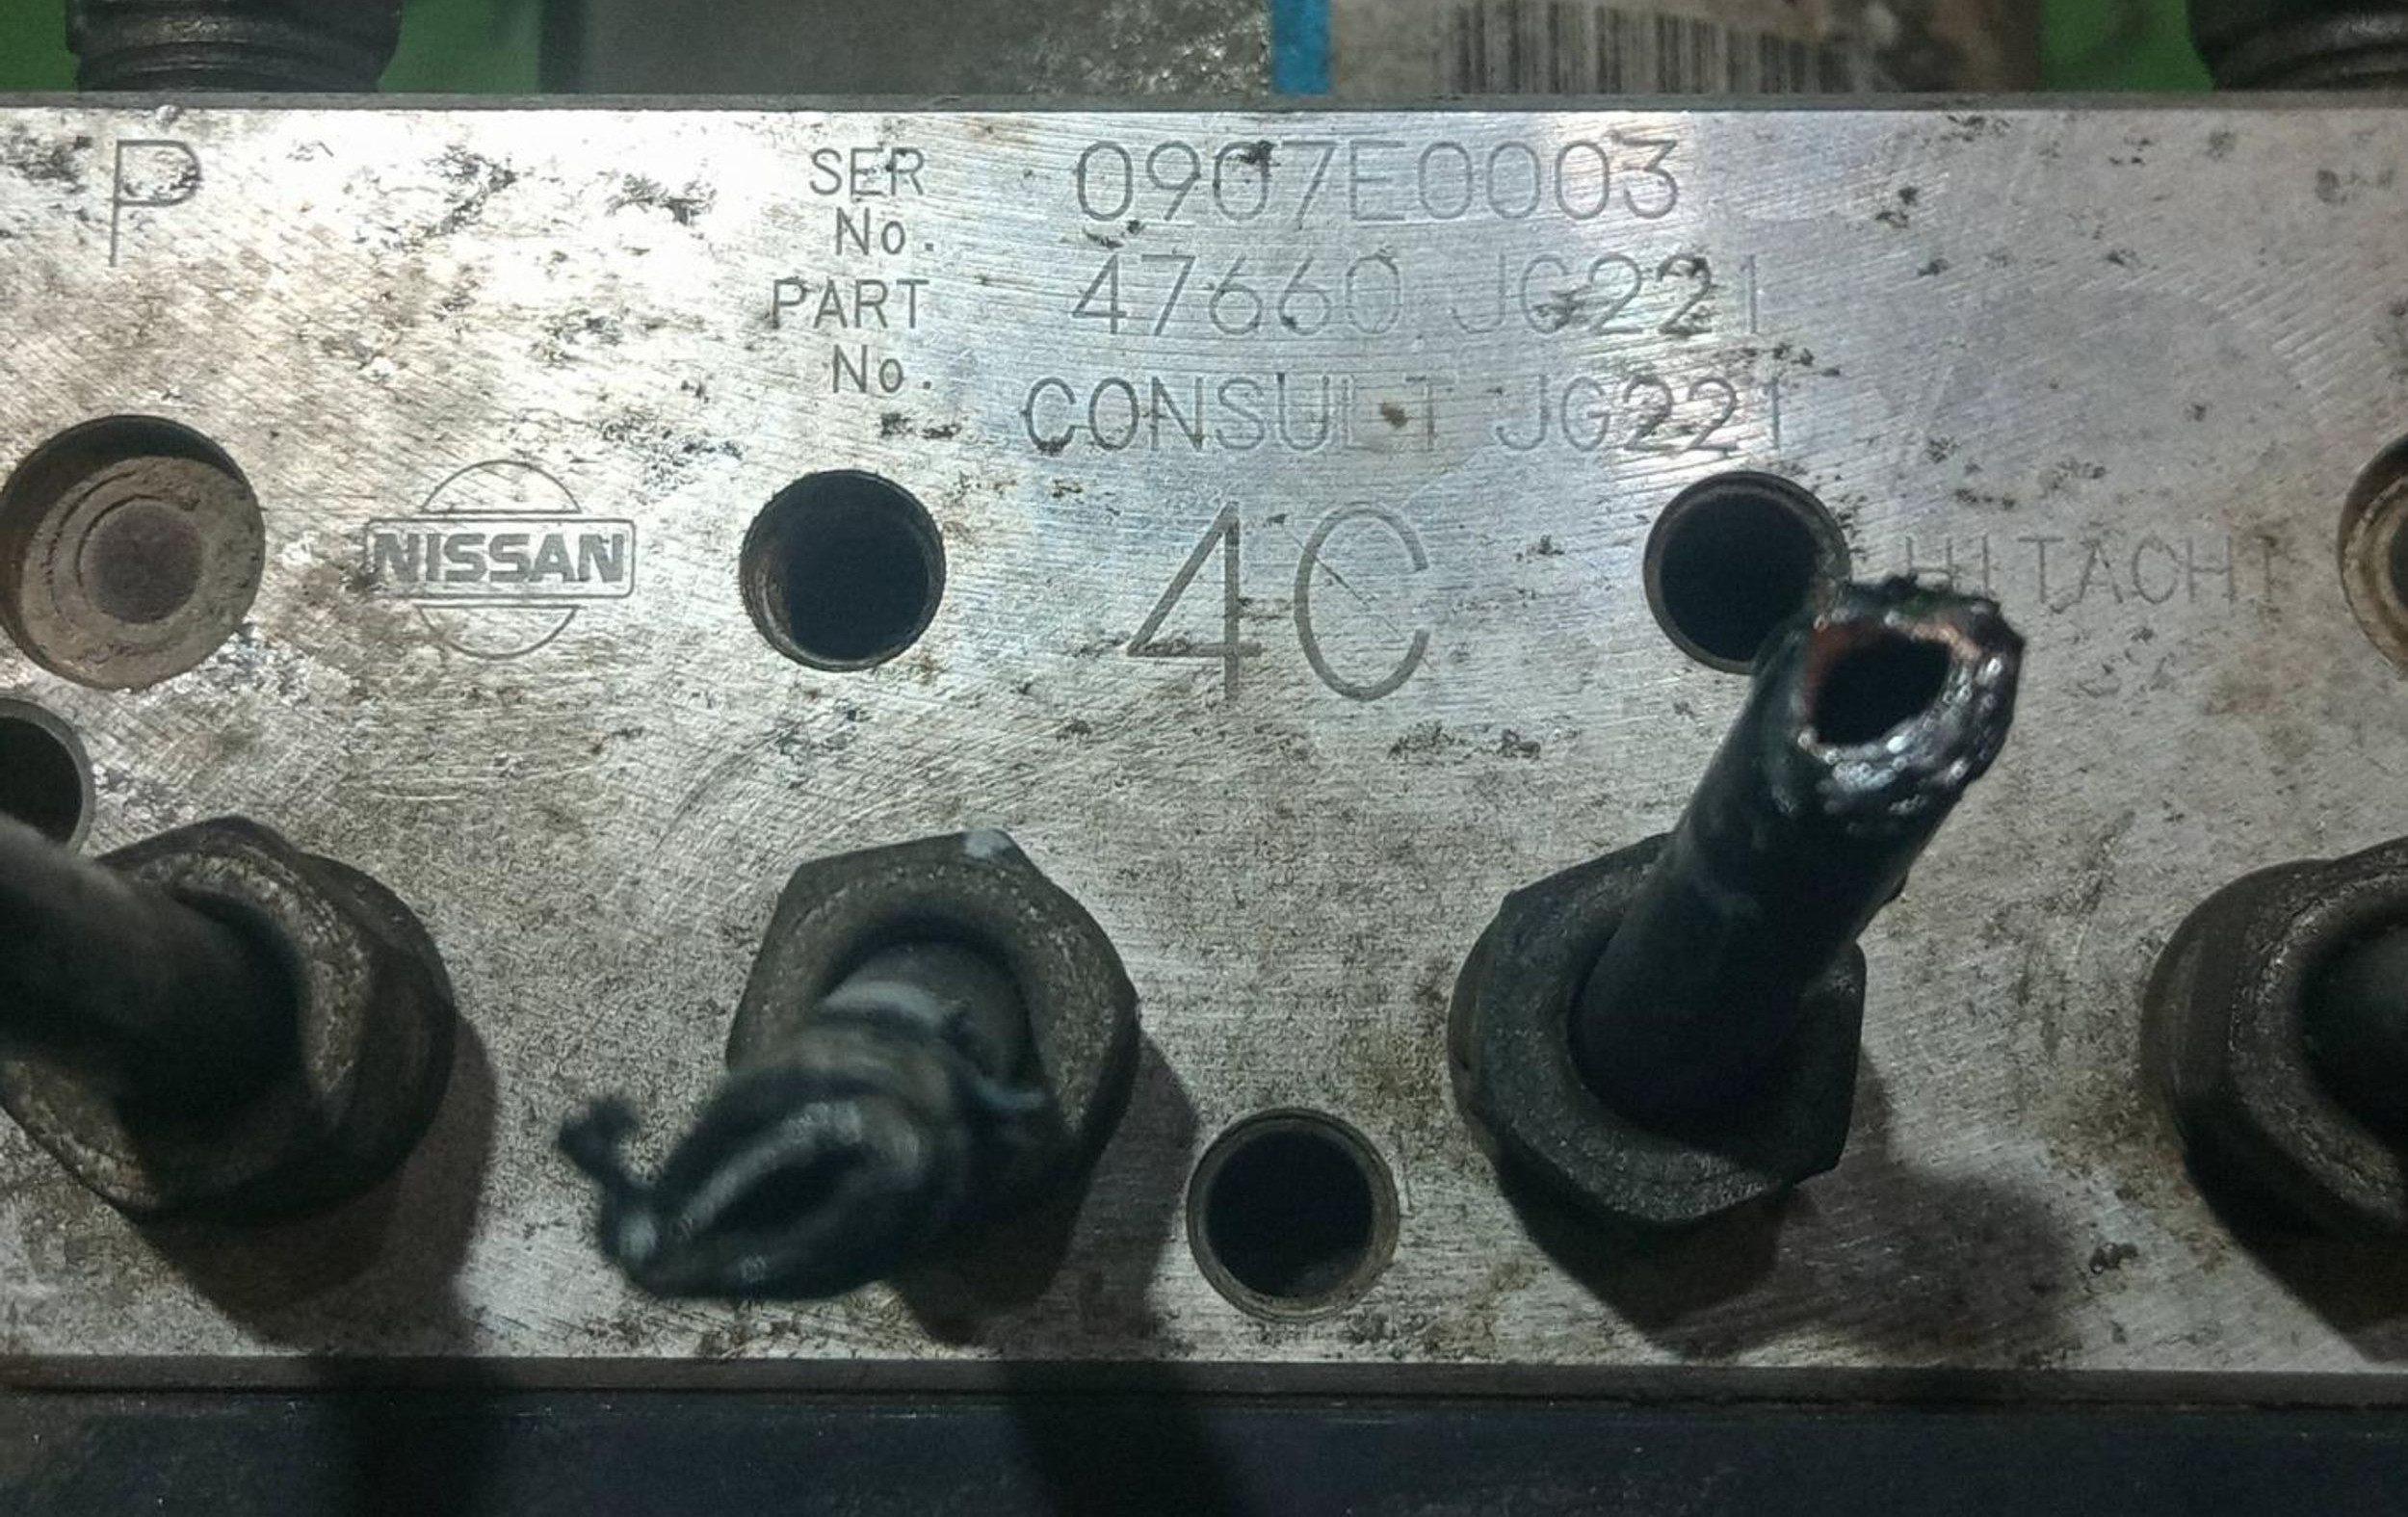 P
SER No. 0907E0003
PART No. 47660 JG221
CONSULT JG221
NISSAN
4C
HITACHI